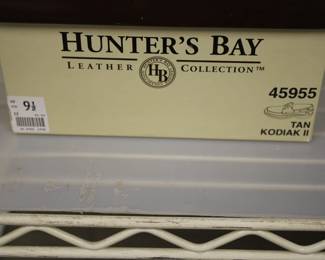 HUNTER'S BAY
LEATHER HB COLLECTION™
45955
9½
TAN
KODIAK II